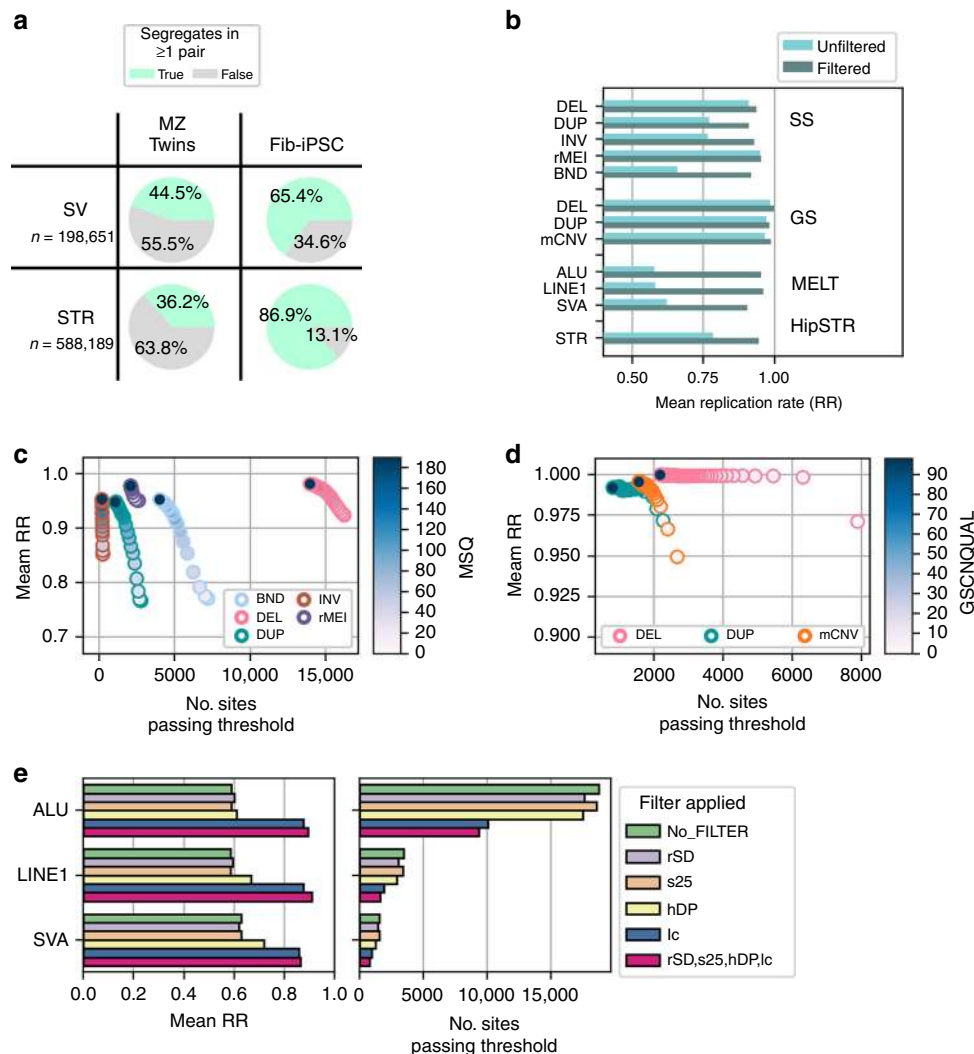 a
Segregates in
≥1 pair
True False
MZ
Twins
Fib-iPSC
SV
n = 198,651
44.5%
55.5%
65.4%
34.6%
STR
n = 588,189
36.2%
63.8%
86.9%
13.1%
b
Unfiltered
Filtered
DEL
DUP
INV
rMEI
BND
SS
DEL
DUP
mCNV
GS
ALU
LINE1
SVA
MELT
HipSTR
STR
0.50 0.75 1.00
Mean replication rate (RR)
c
1.0
0.9
0.8
0.7
Mean RR
BND INV
DEL rMEI
DUP
0 5000 10,000 15,000
No. sites
passing threshold
180
160
140
120
100
80
60
40
20
0
MSQ
d
1.000
0.975
0.950
0.925
0.900
Mean RR
DEL DUP mCNV
2000 4000 6000 8000
No. sites
passing threshold
90
80
70
60
50
40
30
20
10
0
GSCNQUAL
e
ALU
LINE1
SVA
0.0 0.2 0.4 0.6 0.8 1.0
Mean RR
0 5000 10,000 15,000
No. sites
passing threshold
Filter applied
No_FILTER
rSD
s25
hDP
lc
rSD,s25,hDP,lc